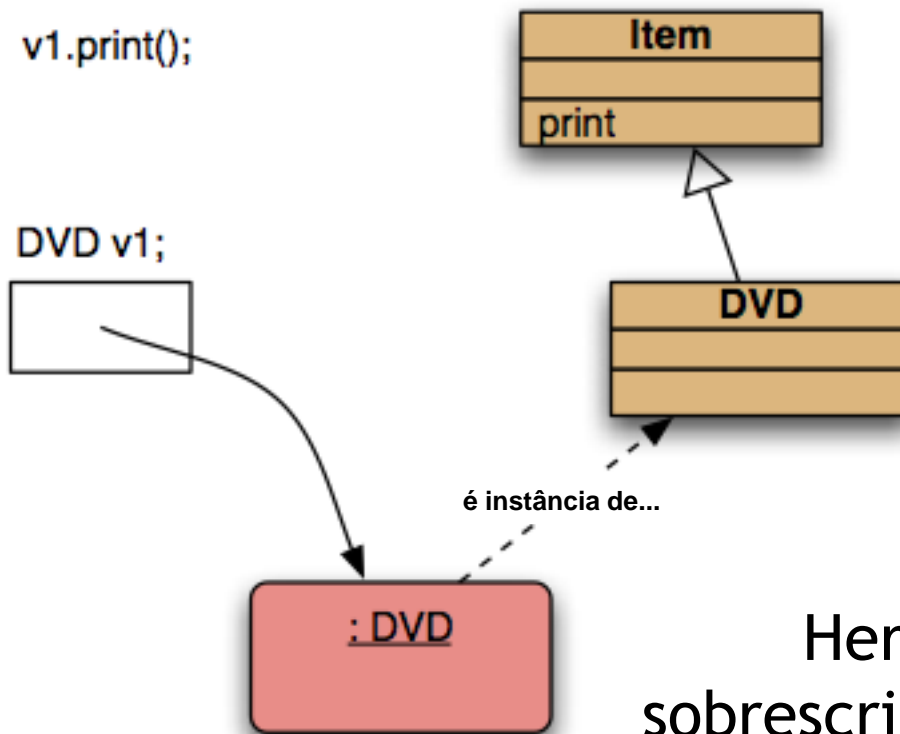 v1.print();
Item
print
DVD v1;
DVD
é instância de...
: DVD
Her
sobrescri